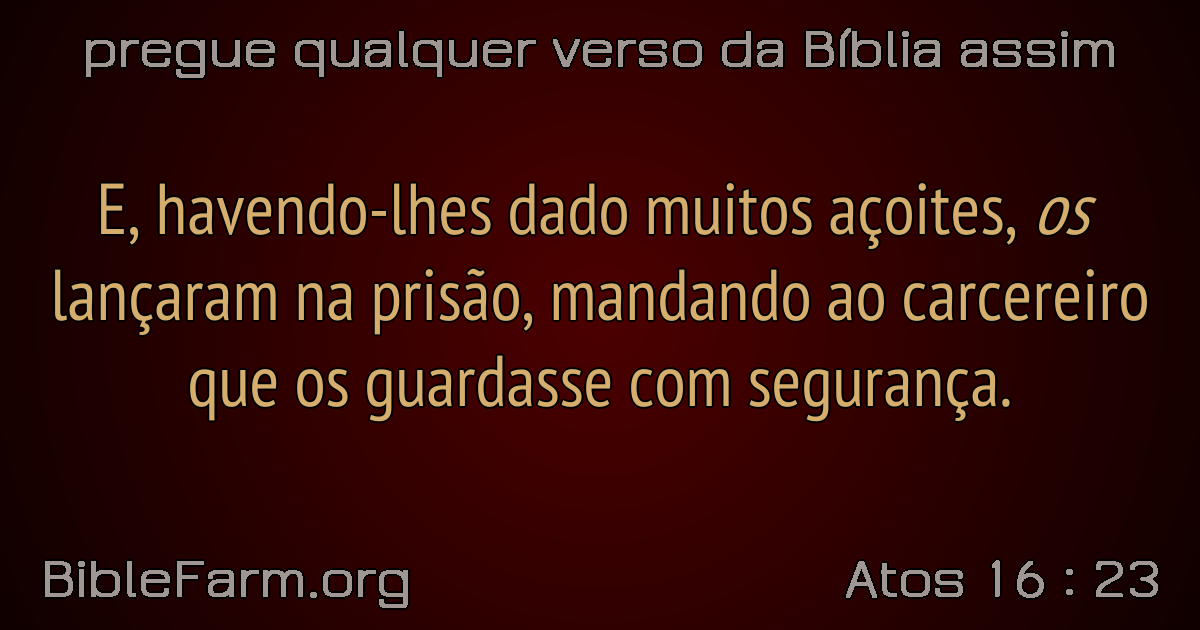 pregue qualquer verso da Bíblia assim
E, havendo-lhes dado muitos açoites, os
lançaram na prisão, mandando ao carcereiro
que os guardasse com segurança.
BibleFarm.org
Atos 16 : 23